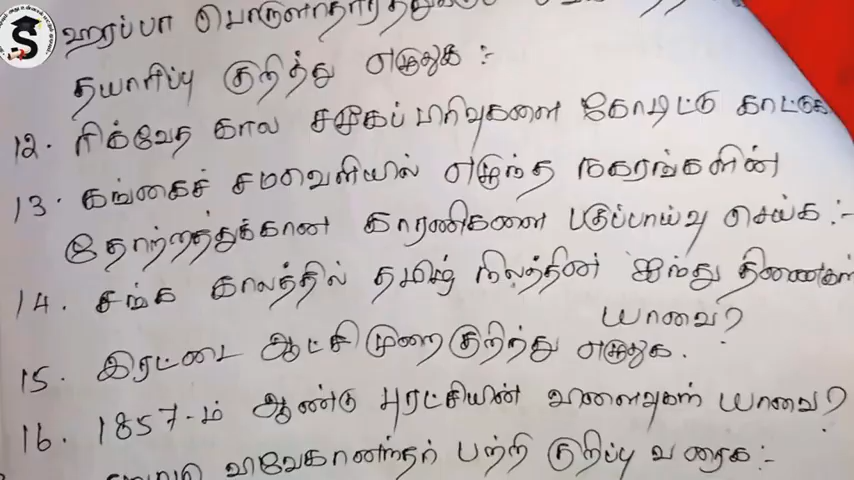 ஹரப்பா பொருளாதாரத்துக்கு
தயாரிப்பு குறித்து எழுதுக :-
12. ரிக்வேத கால சமூகப் பிரிவுகளை கோடிட்டு காட்டுக
13. கங்கைச் சமவெளியில் எழுந்த நகரங்களின்
தோற்றத்துக்கான காரணிகளை பகுப்பாய்வு செய்க :-
14. சங்க காலத்தில் தமிழ் நிலத்தின் ஐந்து திணைகள்
யாவை?
15. இரட்டை ஆட்சிமுறை குறித்து எழுதுக.
16. 1857-ம் ஆண்டு புரட்சியின் விளைவுகள் யாவை?
விவேகானந்தர் பற்றி குறிப்பு வரைக :-